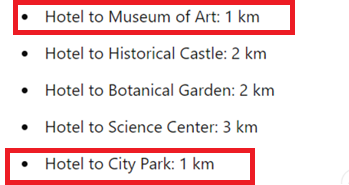 Hotel to Museum of Art: 1 km
Hotel to Historical Castle: 2 km
Hotel to Botanical Garden: 2 km
Hotel to Science Center: 3 km
Hotel to City Park: 1 km